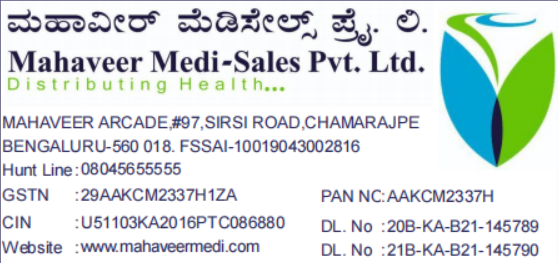 ಮಹಾವೀರ್ ಮೆಡಿಸೇಲ್ಸ್ ಪ್ರೈ. ಲಿ.
Mahaveer Medi-Sales Pvt. Ltd.
Distributing Health...
MAHAVEER ARCADE,#97,SIRSI ROAD,CHAMARAJPE
BENGALURU-560 018. FSSAI-10019043002816
Hunt Line :08045655555
GSTN :29AAKCM2337H1ZA PAN NO:AAKCM2337H
CIN :U51103KA2016PTC086880 DL. No :20B-KA-B21-145789
Website :www.mahaveermedi.com DL. No :21B-KA-B21-145790